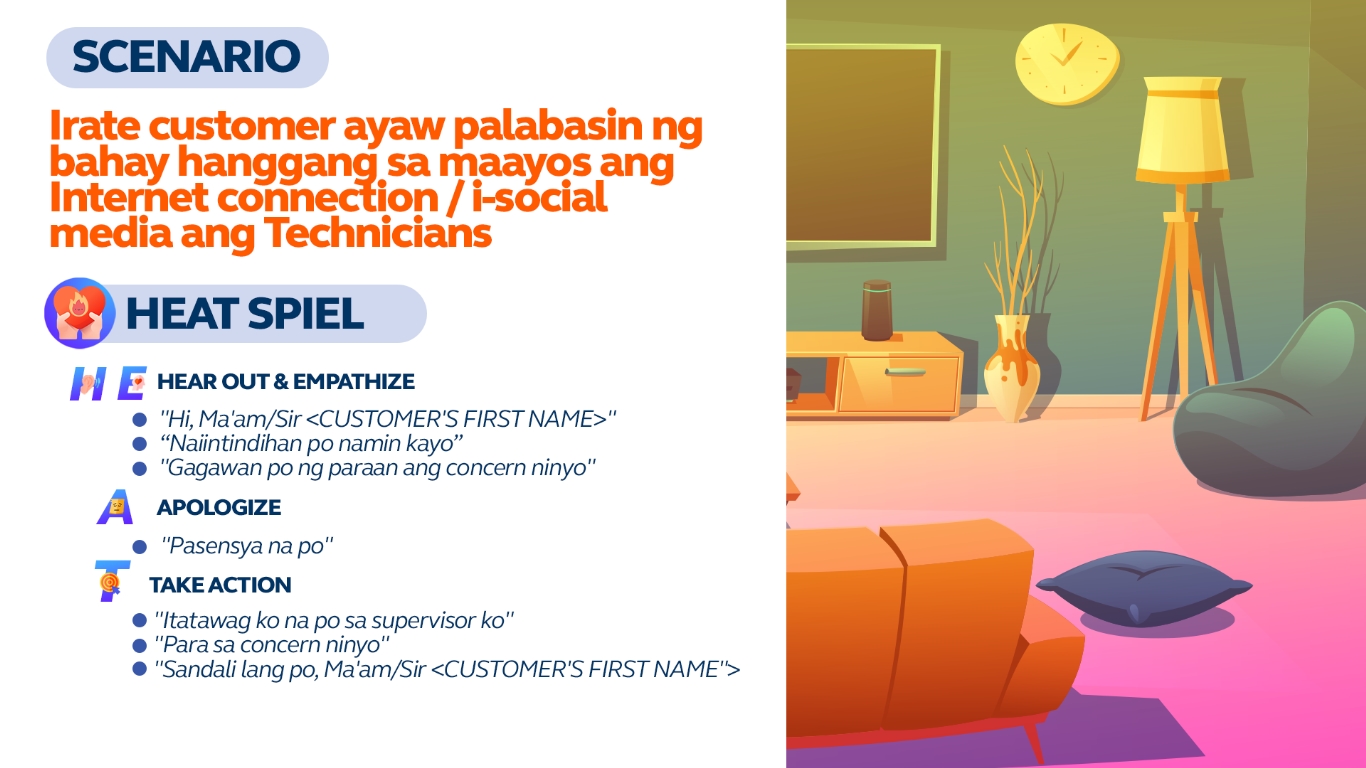 SCENARIO
Irate customer ayaw palabasin ng
bahay hanggang sa maayos ang
Internet connection / i-social
media ang Technicians
HEAT SPIEL
H E HEAR OUT & EMPATHIZE
"Hi, Ma'am/Sir <CUSTOMER'S FIRST NAME>"
“Naiintindihan po namin kayo”
"Gagawan po ng paraan ang concern ninyo"
A APOLOGIZE
"Pasensya na po"
T TAKE ACTION
"Itatawag ko na po sa supervisor ko"
"Para sa concern ninyo"
"Sandali lang po, Ma'am/Sir <CUSTOMER'S FIRST NAME">